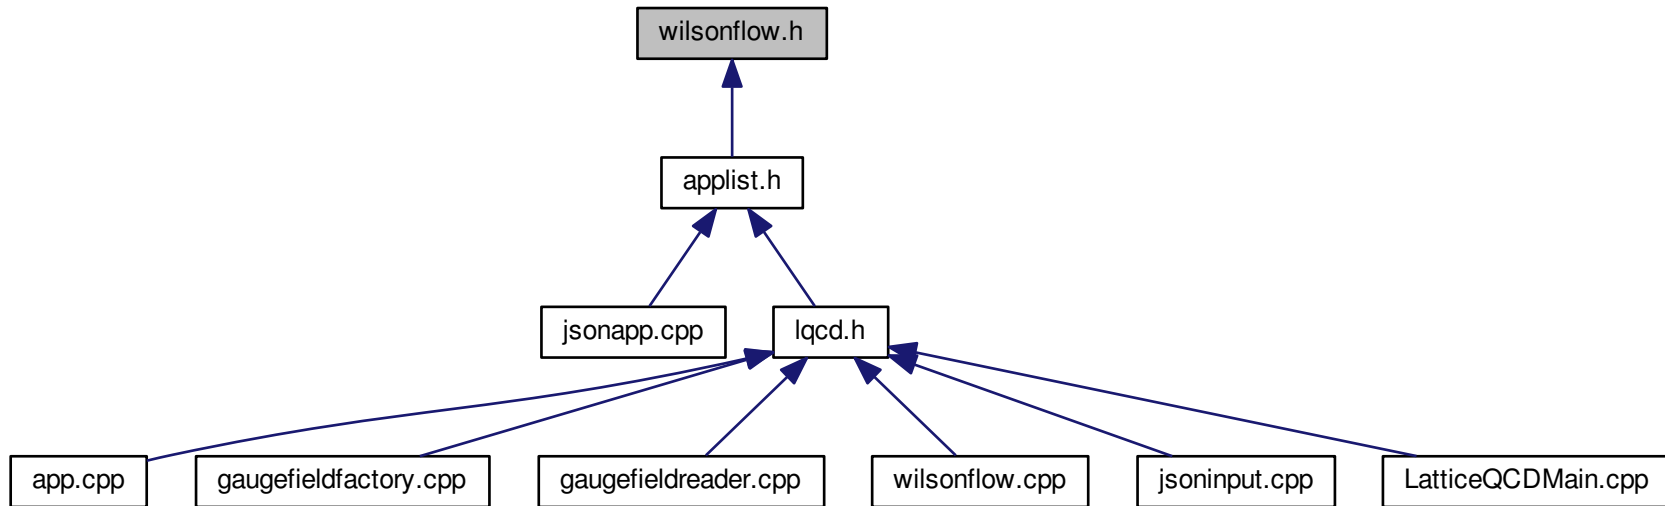 wilsonflow.h
applist.h
jsonapp.cpp
lqcd.h
app.cpp
gaugefieldfactory.cpp
gaugefieldreader.cpp
wilsonflow.cpp
jsoninput.cpp
LatticeQCDMain.cpp